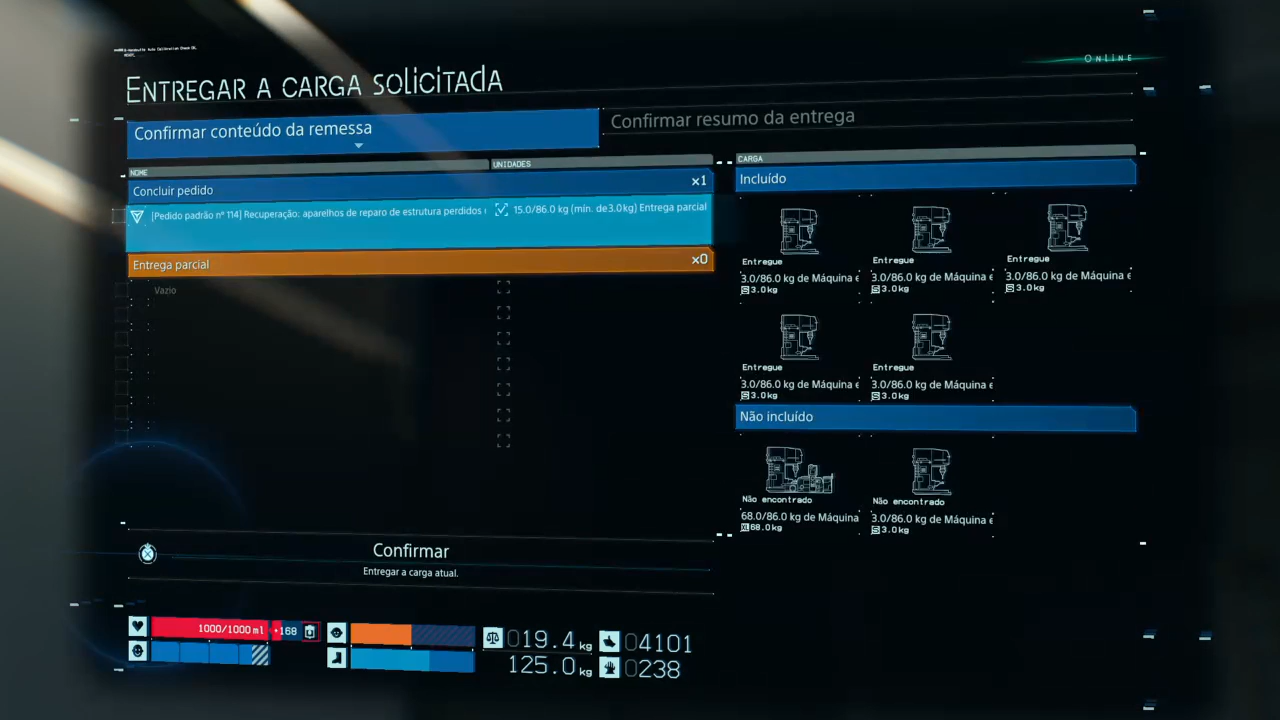 ONLINE
ENTREGAR A CARGA SOLICITADA
Confirmar conteúdo da remessa
Confirmar resumo da entrega
NOME
UNIDADES
Concluir pedido
x1
[Pedido padrão nº 114] Recuperação: aparelhos de reparo de estrutura perdidos
15.0/86.0 kg (mín. de3.0kg) Entrega parcial
Entrega parcial
x0
Vazio
CARGA
Incluído
Entregue
Entregue
Entregue
3.0/86.0 kg de Máquina e
3.0/86.0 kg de Máquina e
3.0/86.0 kg de Máquina e
S 3.0kg
S 3.0kg
S 3.0kg
Entregue
Entregue
3.0/86.0 kg de Máquina e
3.0/86.0 kg de Máquina e
S 3.0kg
S 3.0kg
Não incluído
Não encontrado
Não encontrado
68.0/86.0 kg de Máquina
3.0/86.0 kg de Máquina e
XL 68.0kg
S 3.0kg
Confirmar
Entregar a carga atual.
1000/1000 ml
+168
019.4 kg
04101
125.0 kg
0238